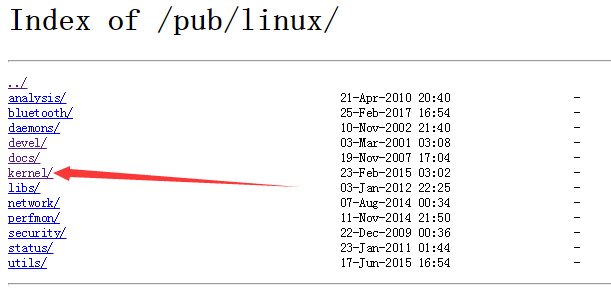 Index of /pub/linux/
../
analysis/ 21-Apr-2010 20:40 -
bluetooth/ 25-Feb-2017 16:54 -
daemons/ 10-Nov-2002 21:40 -
devel/ 03-Mar-2001 03:08 -
docs/ 19-Nov-2007 17:04 -
kernel/ 23-Feb-2015 03:02 -
libs/ 03-Jan-2012 22:25 -
network/ 07-Aug-2014 00:34 -
perfmon/ 11-Nov-2014 21:50 -
security/ 22-Dec-2009 00:36 -
status/ 23-Jan-2011 01:44 -
utils/ 17-Jun-2015 16:54 -